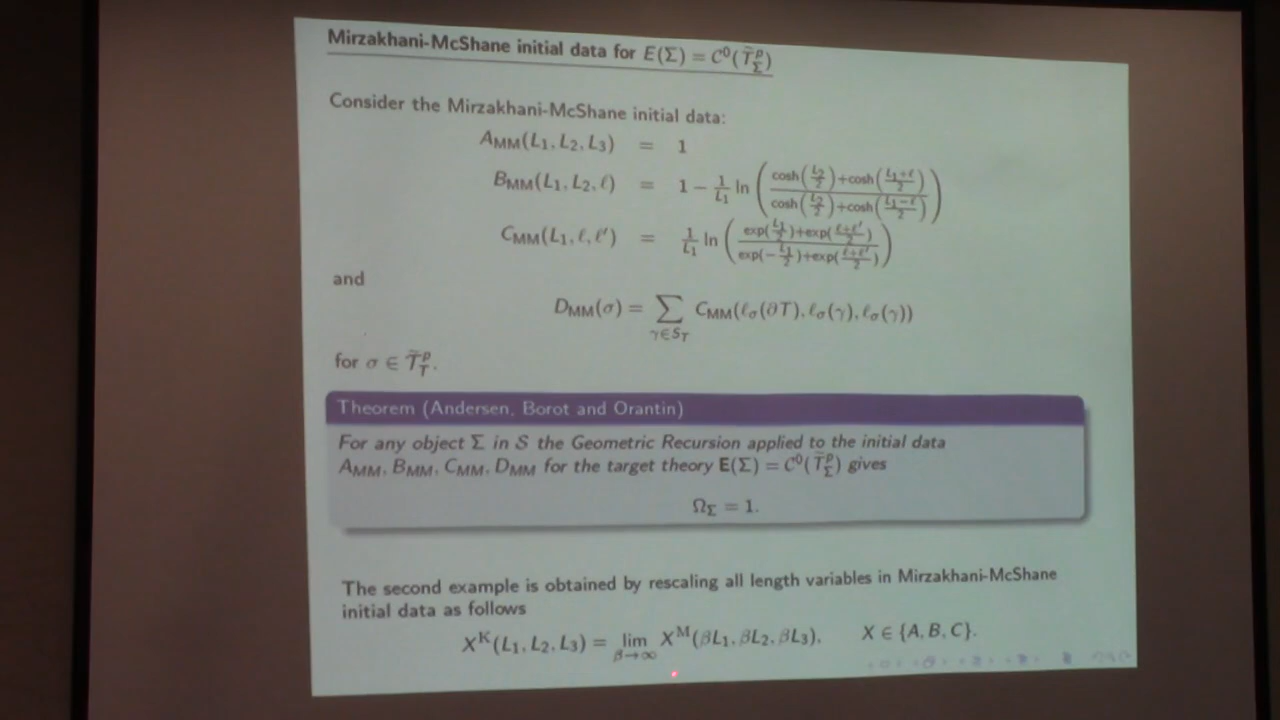 Mirzakhani-McShane initial data for E(Σ) = C⁰(T̃ᵖ_Σ)
Consider the Mirzakhani-McShane initial data:
A_MM(L₁, L₂, L₃) = 1
B_MM(L₁, L₂, ℓ) = 1 − 1/L₁ ln ( (cosh(L₂/2)+cosh((L₁+ℓ)/2)) / (cosh(L₂/2)+cosh((L₁−ℓ)/2)) )
C_MM(L₁, ℓ, ℓ′) = 1/L₁ ln ( (exp(L₁/2)+exp((ℓ+ℓ′)/2)) / (exp(−L₁/2)+exp((ℓ+ℓ′)/2)) )
and
D_MM(σ) = ∑_{γ∈S_T} C_MM(ℓ_σ(∂T), ℓ_σ(γ), ℓ_σ(γ))
for σ ∈ T̃ᵖ_T.
Theorem (Andersen, Borot and Orantin)
For any object Σ in S the Geometric Recursion applied to the initial data
A_MM, B_MM, C_MM, D_MM for the target theory E(Σ) = C⁰(T̃ᵖ_Σ) gives
Ω_Σ = 1.
The second example is obtained by rescaling all length variables in Mirzakhani-McShane
initial data as follows
X^K(L₁, L₂, L₃) = lim_{β→∞} X^M(βL₁, βL₂, βL₃), X ∈ {A, B, C}.